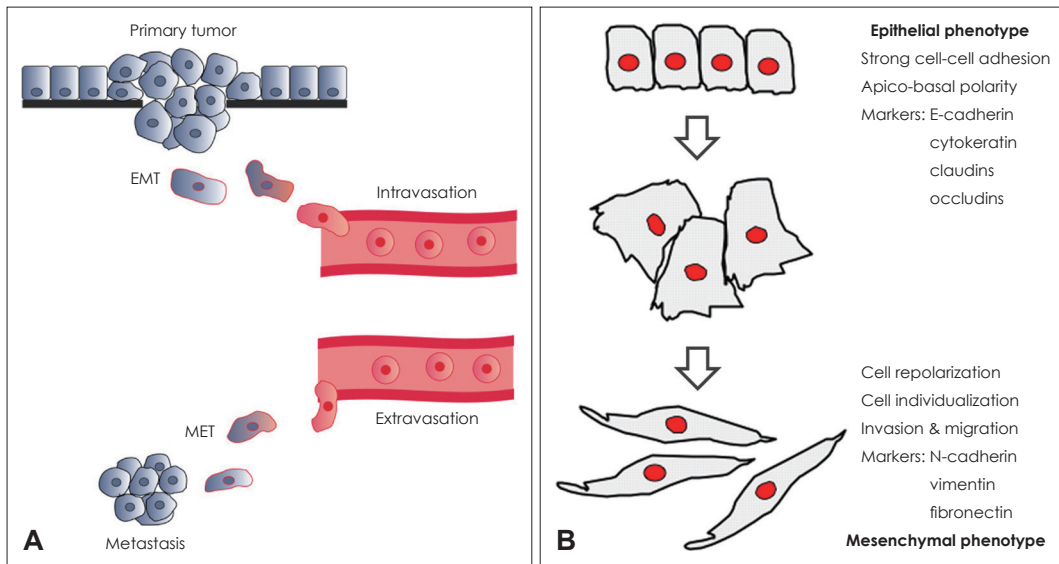 Primary tumor
EMT
Intravasation
Extravasation
MET
Metastasis
A
Epithelial phenotype
Strong cell-cell adhesion
Apico-basal polarity
Markers: E-cadherin
cytokeratin
claudins
occludins
Cell repolarization
Cell individualization
Invasion & migration
Markers: N-cadherin
vimentin
fibronectin
Mesenchymal phenotype
B